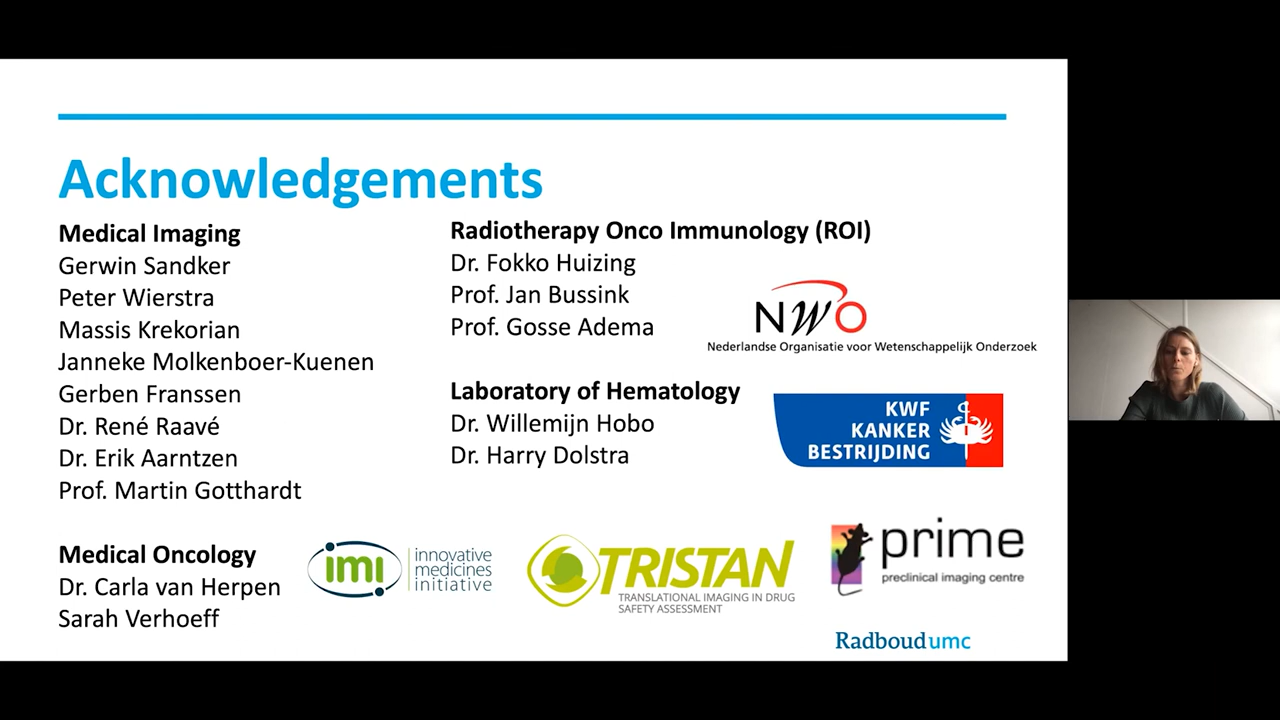 Acknowledgements
Medical Imaging
Gerwin Sandker
Peter Wierstra
Massis Krekorian
Janneke Molkenboer-Kuenen
Gerben Franssen
Dr. René Raavé
Dr. Erik Aarntzen
Prof. Martin Gotthardt
Medical Oncology
Dr. Carla van Herpen
Sarah Verhoeff
Radiotherapy Onco Immunology (ROI)
Dr. Fokko Huizing
Prof. Jan Bussink
Prof. Gosse Adema
Laboratory of Hematology
Dr. Willemijn Hobo
Dr. Harry Dolstra
NWO
Nederlandse Organisatie voor Wetenschappelijk Onderzoek
KWF
KANKER
BESTRIJDING
imi
innovative
medicines
initiative
TRISTAN
TRANSLATIONAL IMAGING IN DRUG
SAFETY ASSESSMENT
prime
preclinical imaging centre
Radboudumc